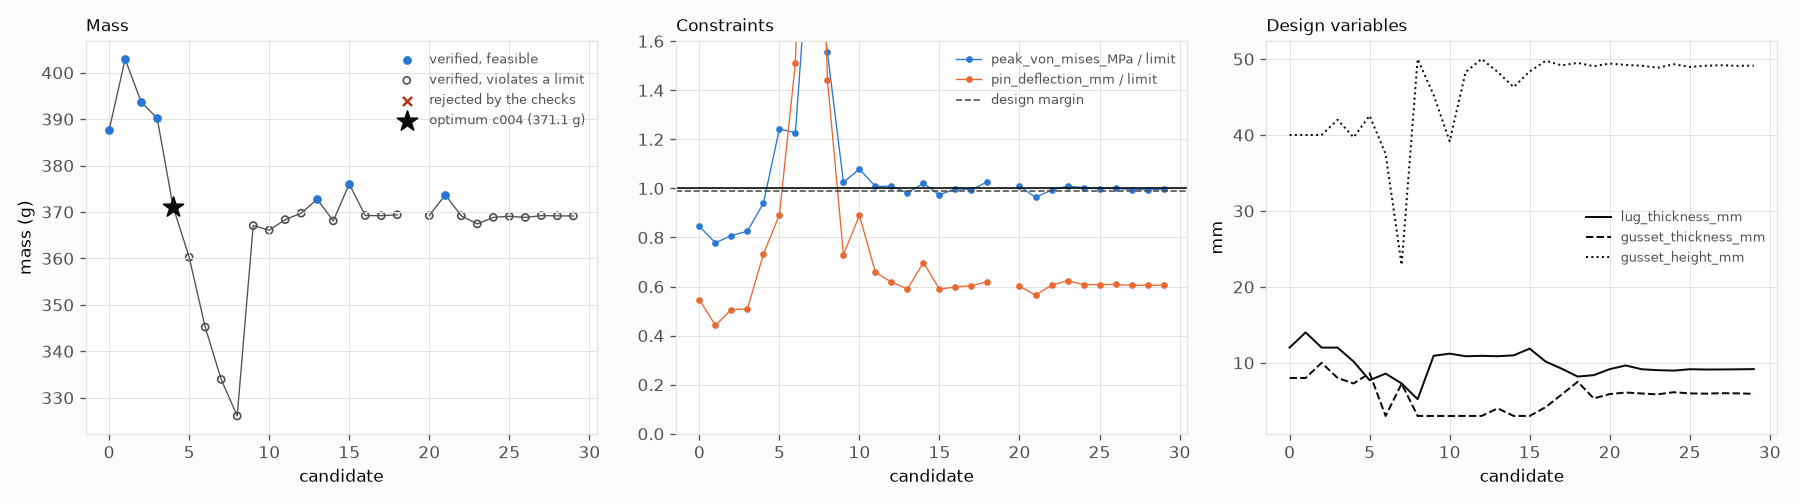 Mass
mass (g)
400
390
380
370
360
350
340
330
0
5
10
15
20
25
30
candidate
verified, feasible
verified, violates a limit
rejected by the checks
optimum c004 (371.1 g)
Constraints
1.6
1.4
1.2
1.0
0.8
0.6
0.4
0.2
0.0
0
5
10
15
20
25
30
candidate
peak_von_mises_MPa / limit
pin_deflection_mm / limit
design margin
Design variables
mm
50
40
30
20
10
0
5
10
15
20
25
30
candidate
lug_thickness_mm
gusset_thickness_mm
gusset_height_mm